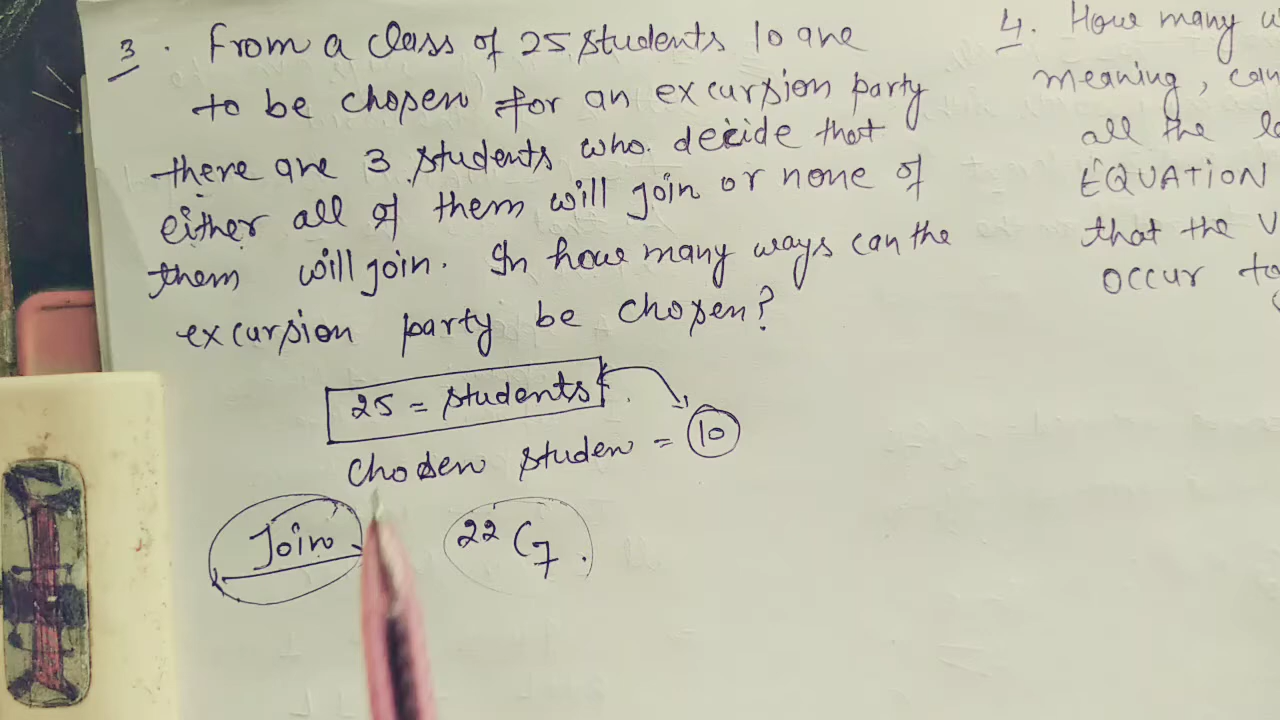 3. From a class of 25 students 10 are
to be chosen for an excursion party
there are 3 students who decide that
either all of them will join or none of
them will join. In how many ways can the
excursion party be chosen?
25 = students
chosen studen = 10
Join
22 C 7.
4. How many
meaning, can
all the
EQUATION
that the
occur